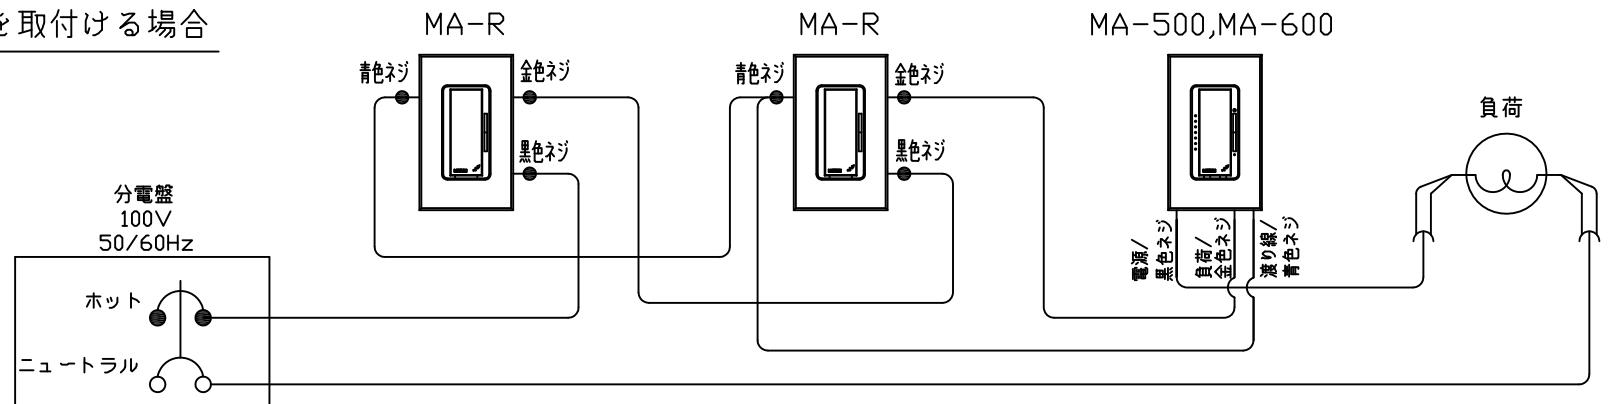 を取付ける場合
MA-R
MA-R
MA-500,MA-600
青色ネジ
金色ネジ
黒色ネジ
青色ネジ
金色ネジ
黒色ネジ
負荷
電源/
黒色ネジ
負荷/
金色ネジ
渡り線/
青色ネジ
分電盤
100V
50/60Hz
ホット
ニュートラル